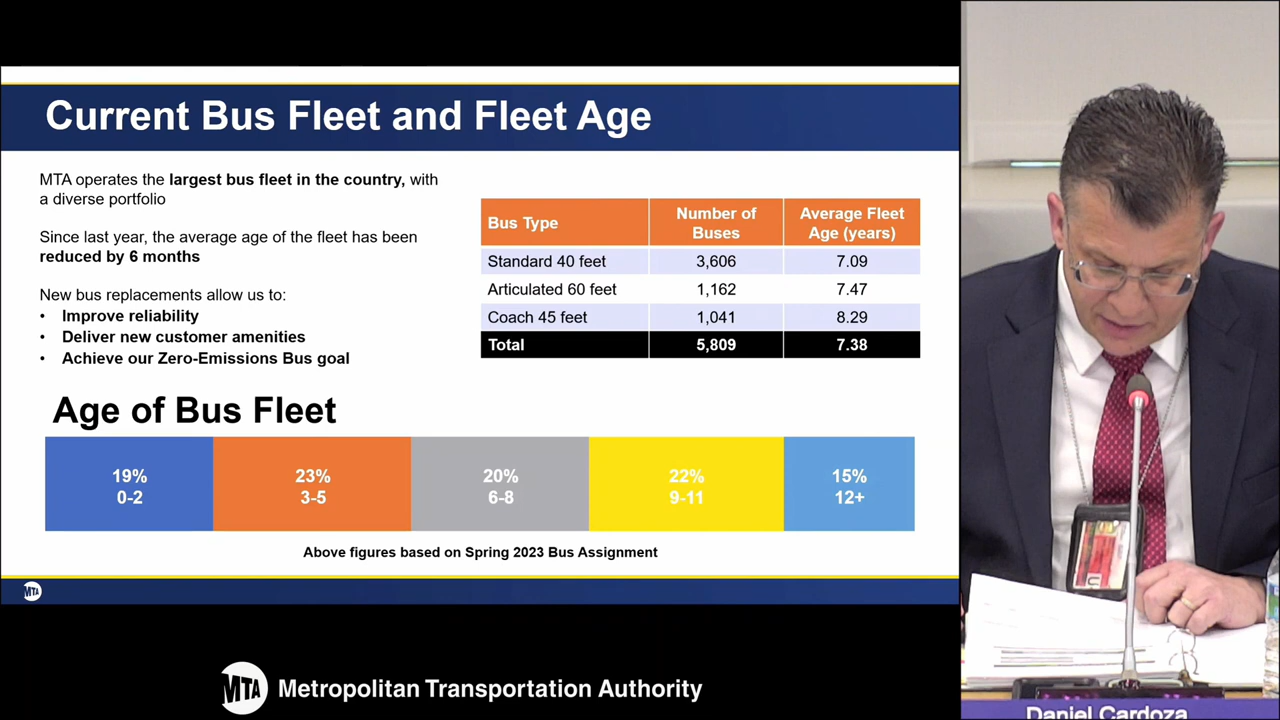 Current Bus Fleet and Fleet Age
MTA operates the largest bus fleet in the country, with
a diverse portfolio
Since last year, the average age of the fleet has been
reduced by 6 months
New bus replacements allow us to:
• Improve reliability
• Deliver new customer amenities
• Achieve our Zero-Emissions Bus goal
Bus Type Number of Buses Average Fleet Age (years)
Standard 40 feet 3,606 7.09
Articulated 60 feet 1,162 7.47
Coach 45 feet 1,041 8.29
Total 5,809 7.38
Age of Bus Fleet
19% 23% 20% 22% 15%
0-2 3-5 6-8 9-11 12+
Above figures based on Spring 2023 Bus Assignment
MTA
MTA Metropolitan Transportation Authority
Daniel Cardoza